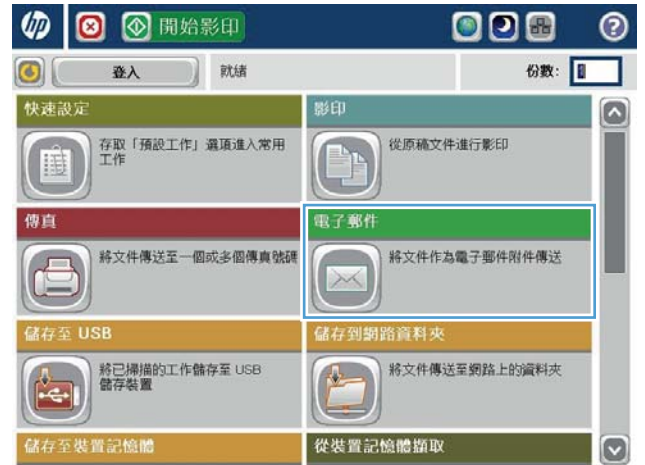 hp 開始影印 ?
登入 就緒 份數: 1
快速設定 影印
存取「預設工作」選項進入常用
工作
從原稿文件進行影印
傳真 電子郵件
將文件傳送至一個或多個傳真號碼
將文件作為電子郵件附件傳送
儲存至 USB 儲存到網路資料夾
將已掃描的工作儲存至 USB
儲存裝置
將文件傳送至網路上的資料夾
儲存至裝置記憶體 從裝置記憶體擷取